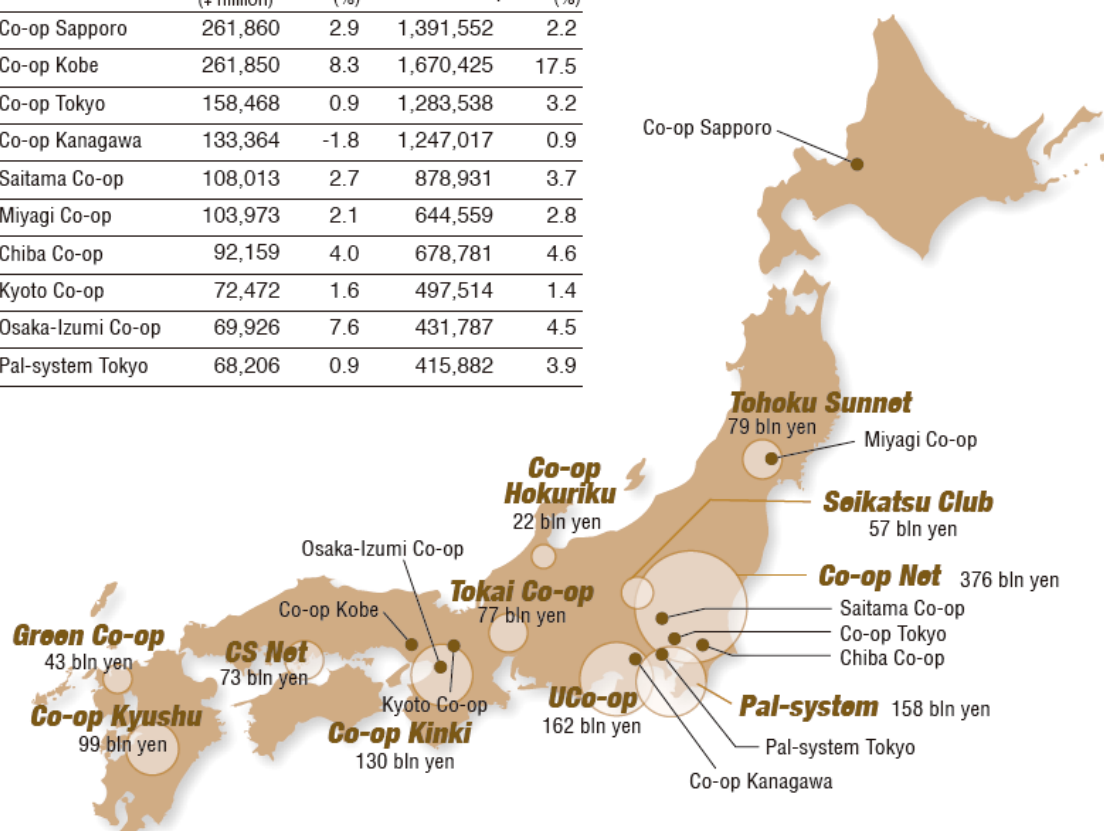 (¥ million) (%) (%)
Co-op Sapporo 261,860 2.9 1,391,552 2.2
Co-op Kobe 261,850 8.3 1,670,425 17.5
Co-op Tokyo 158,468 0.9 1,283,538 3.2
Co-op Kanagawa 133,364 -1.8 1,247,017 0.9
Saitama Co-op 108,013 2.7 878,931 3.7
Miyagi Co-op 103,973 2.1 644,559 2.8
Chiba Co-op 92,159 4.0 678,781 4.6
Kyoto Co-op 72,472 1.6 497,514 1.4
Osaka-Izumi Co-op 69,926 7.6 431,787 4.5
Pal-system Tokyo 68,206 0.9 415,882 3.9
Co-op Sapporo
Tohoku Sunnet
79 bln yen
Miyagi Co-op
Co-op
Hokuriku
22 bln yen
Seikatsu Club
57 bln yen
Osaka-Izumi Co-op
Co-op Net 376 bln yen
Tokai Co-op
77 bln yen
Co-op Kobe
Saitama Co-op
Co-op Tokyo
Chiba Co-op
Green Co-op
43 bln yen
CS Net
73 bln yen
Kyoto Co-op
UCo-op
162 bln yen
Pal-system 158 bln yen
Co-op Kyushu
99 bln yen
Co-op Kinki
130 bln yen
Pal-system Tokyo
Co-op Kanagawa